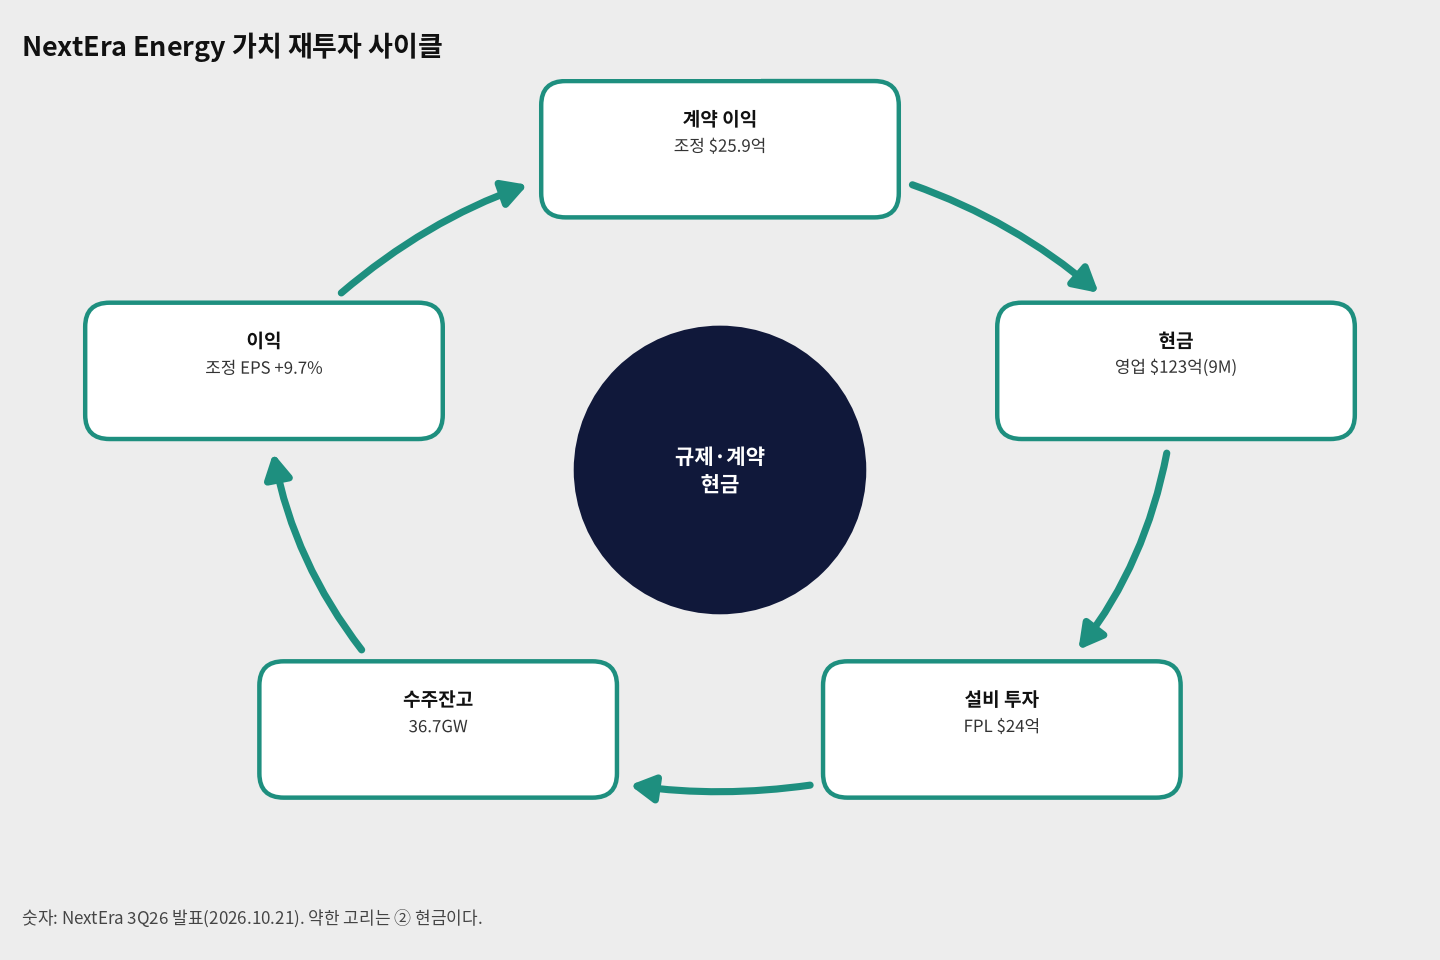 NextEra Energy 가치 재투자 사이클
계약 이익
조정 $25.9억
현금
영업 $123억(9M)
설비 투자
FPL $24억
수주잔고
36.7GW
이익
조정 EPS +9.7%
규제·계약
현금
숫자: NextEra 3Q26 발표(2026.10.21). 약한 고리는 ② 현금이다.